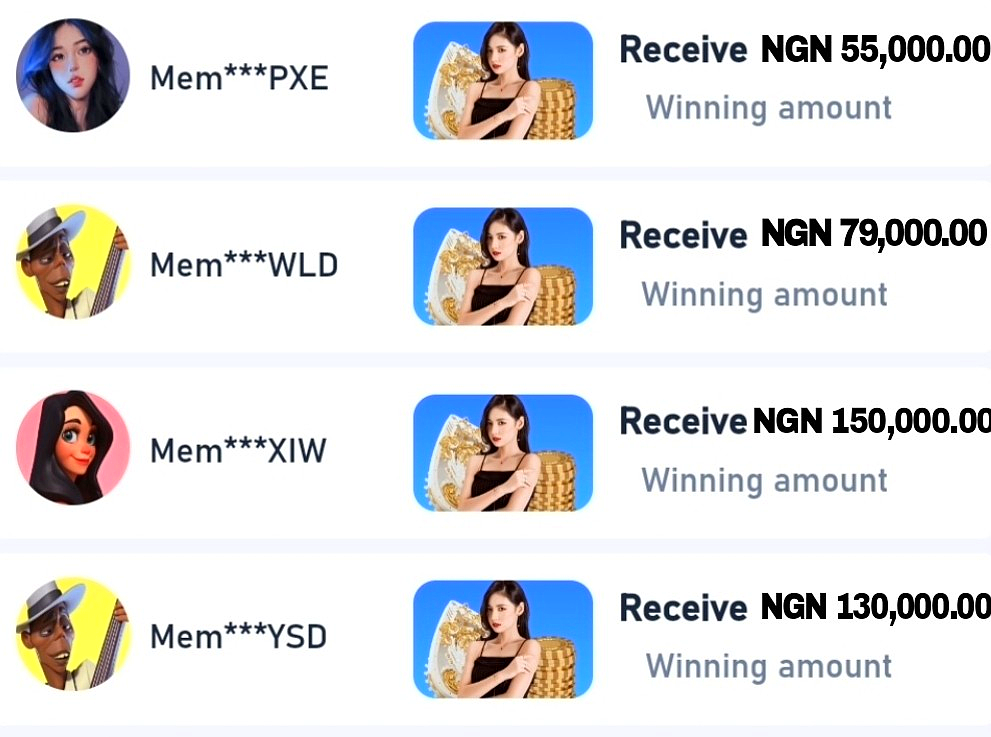 Mem***PXE
Receive NGN 55,000.00
Winning amount
Mem***WLD
Receive NGN 79,000.00
Winning amount
Mem***XIW
Receive NGN 150,000.00
Winning amount
Mem***YSD
Receive NGN 130,000.00
Winning amount